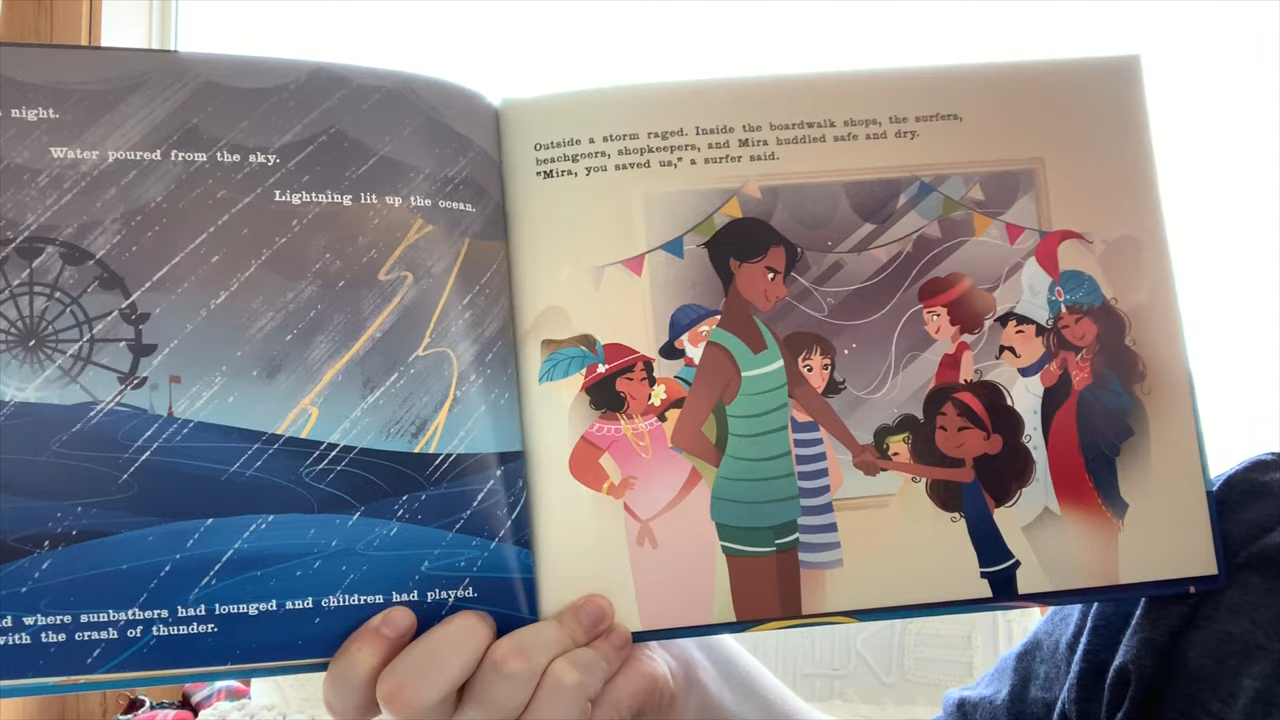 night.
Water poured from the sky.
Lightning lit up the ocean.
where sunbathers had lounged and children had played.
with the crash of thunder.
Outside a storm raged. Inside the boardwalk shops, the surfers,
beachgoers, shopkeepers, and Mira huddled safe and dry.
"Mira, you saved us," a surfer said.